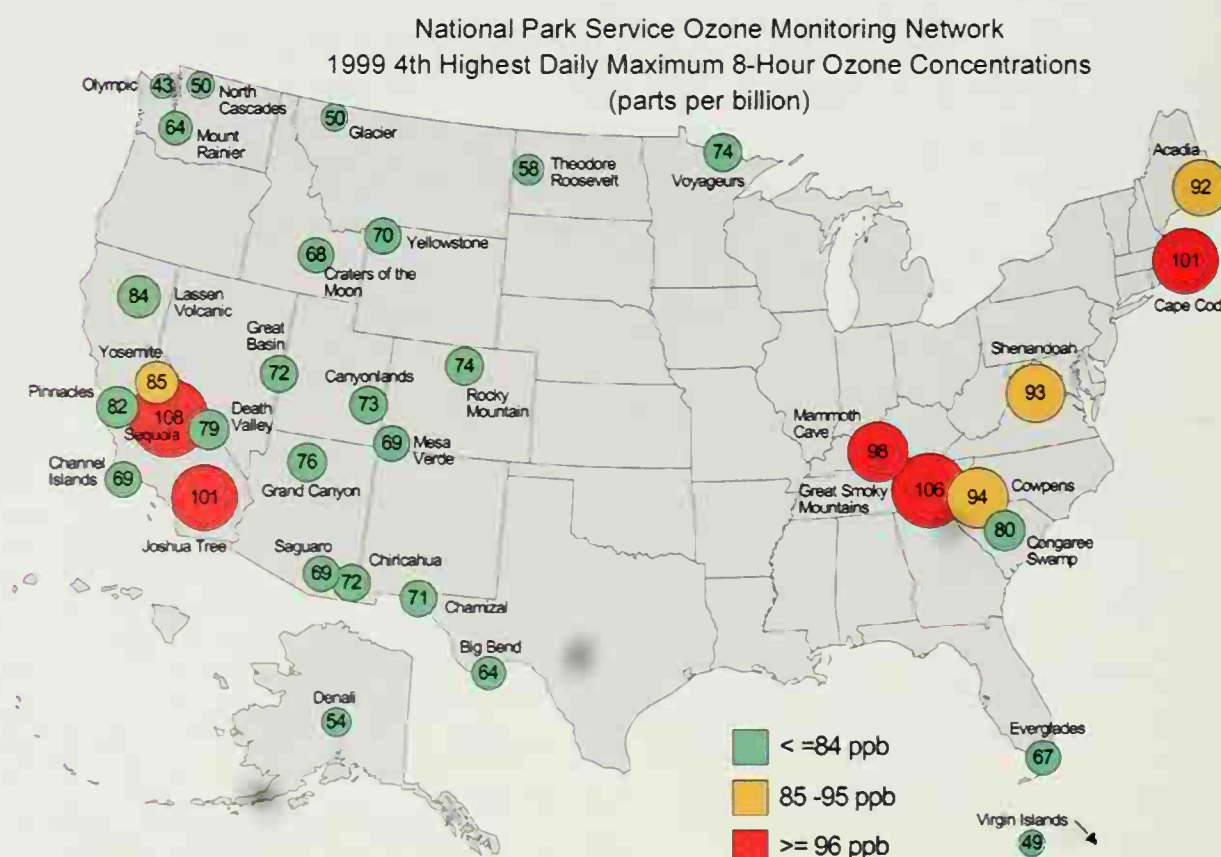 National Park Service Ozone Monitoring Network
1999 4th Highest Daily Maximum 8-Hour Ozone Concentrations
(parts per billion)
Olympic
43
50
North
Cascades
64
Mount
Rainier
50
Glacier
58
Theodore
Roosevelt
74
Voyageurs
Acadia
92
101
Cape Cod
70
Yellowstone
68
Craters of the
Moon
84
Lassen
Volcanic
Great
Basin
72
Yosemite
85
Pinnacles
82
108
Sequoia
79
Death
Valley
Canyonlands
73
74
Rocky
Mountain
69
Mesa
Verde
76
Grand Canyon
Channel
Islands
69
101
Joshua Tree
Shenandoah
93
Mammoth
Cave
98
Great Smoky
Mountains
106
94
Cowpens
80
Congaree
Swamp
Saguaro
69
Chiricahua
72
71
Chamizal
Big Bend
64
Denali
54
Everglades
67
Virgin Islands
49
< =84 ppb
85 -95 ppb
>= 96 ppb